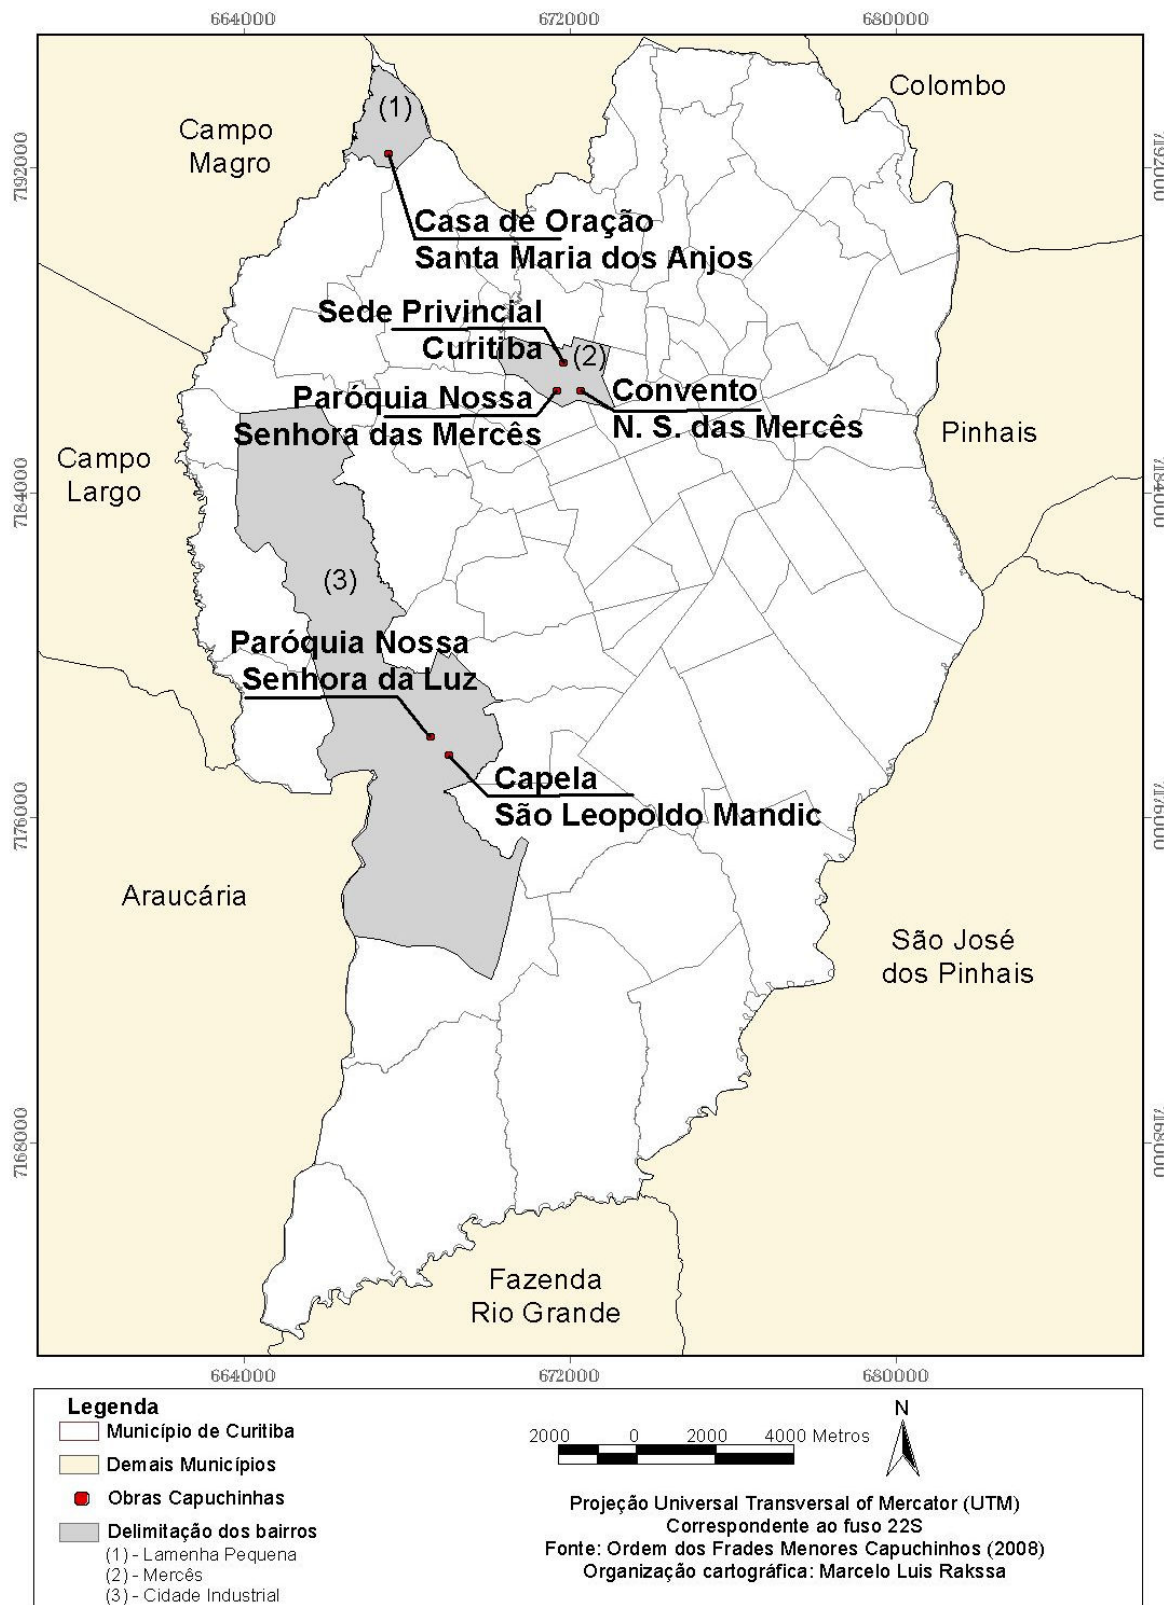 664000 672000 680000
Colombo
(1)
Campo
Magro
7192000 7192000
Casa de Oração
Santa Maria dos Anjos
Sede Privincial
Curitiba
(2)
Paróquia Nossa
Senhora das Mercês
Convento
N. S. das Mercês
Pinhais
Campo
Largo
7184000 7184000
(3)
Paróquia Nossa
Senhora da Luz
Capela
São Leopoldo Mandic
7176000 7176000
Araucária
São José
dos Pinhais
7168000 7168000
Fazenda
Rio Grande
664000 672000 680000
Legenda
Município de Curitiba
Demais Municípios
Obras Capuchinhas
Delimitação dos bairros
(1) - Lamenha Pequena
(2) - Mercês
(3) - Cidade Industrial
2000 0 2000 4000 Metros
N
Projeção Universal Transversal of Mercator (UTM)
Correspondente ao fuso 22S
Fonte: Ordem dos Frades Menores Capuchinhos (2008)
Organização cartográfica: Marcelo Luis Rakssa